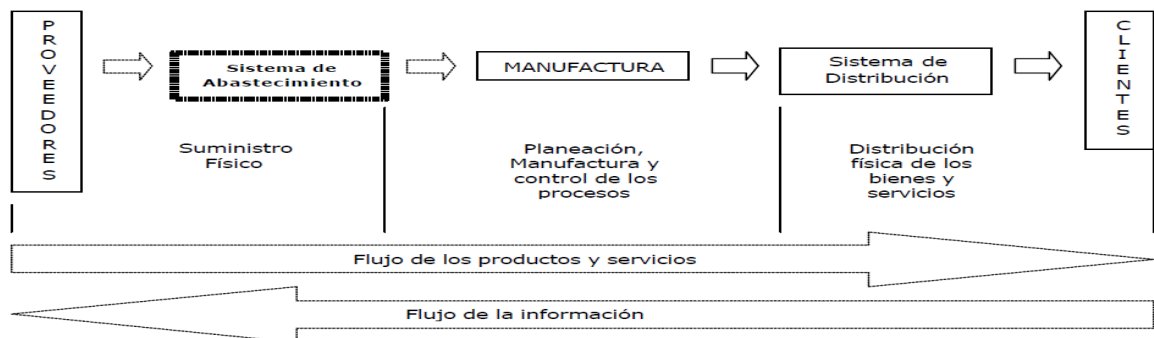 PROVEEDORES
Sistema de
Abastecimiento
MANUFACTURA
Sistema de
Distribución
CLIENTES
Suministro
Físico
Planeación,
Manufactura y
control de los
procesos
Distribución
física de los
bienes y
servicios
Flujo de los productos y servicios
Flujo de la información